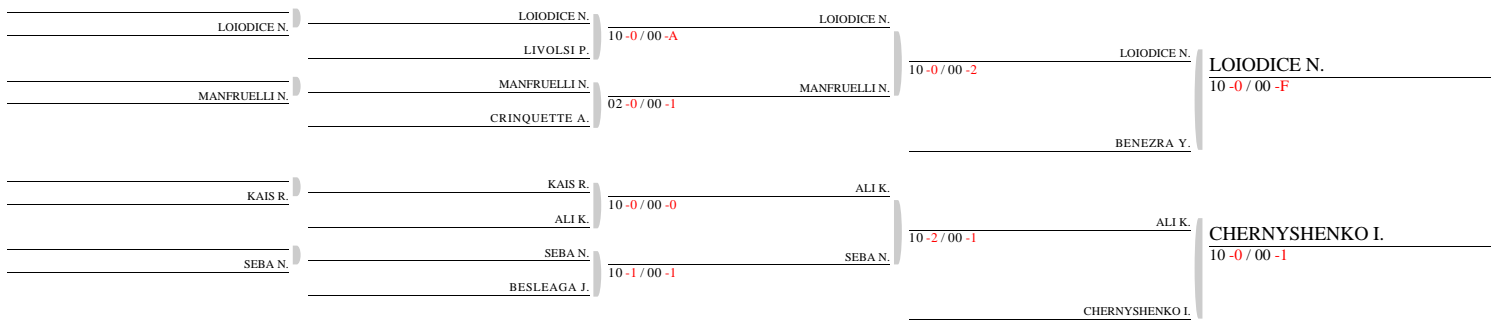 LOIODICE N.
MANFRUELLI N.
KAIS R.
SEBA N.
LOIODICE N.
LIVOLSI P.
MANFRUELLI N.
CRINQUETTE A.
KAIS R.
ALI K.
SEBA N.
BESLEAGA J.
LOIODICE N.
10 -0 / 00 -A
MANFRUELLI N.
02 -0 / 00 -1
ALI K.
10 -0 / 00 -0
SEBA N.
10 -1 / 00 -1
LOIODICE N.
10 -0 / 00 -2
BENEZRA Y.
ALI K.
10 -2 / 00 -1
CHERNYSHENKO I.
LOIODICE N.
10 -0 / 00 -F
CHERNYSHENKO I.
10 -0 / 00 -1